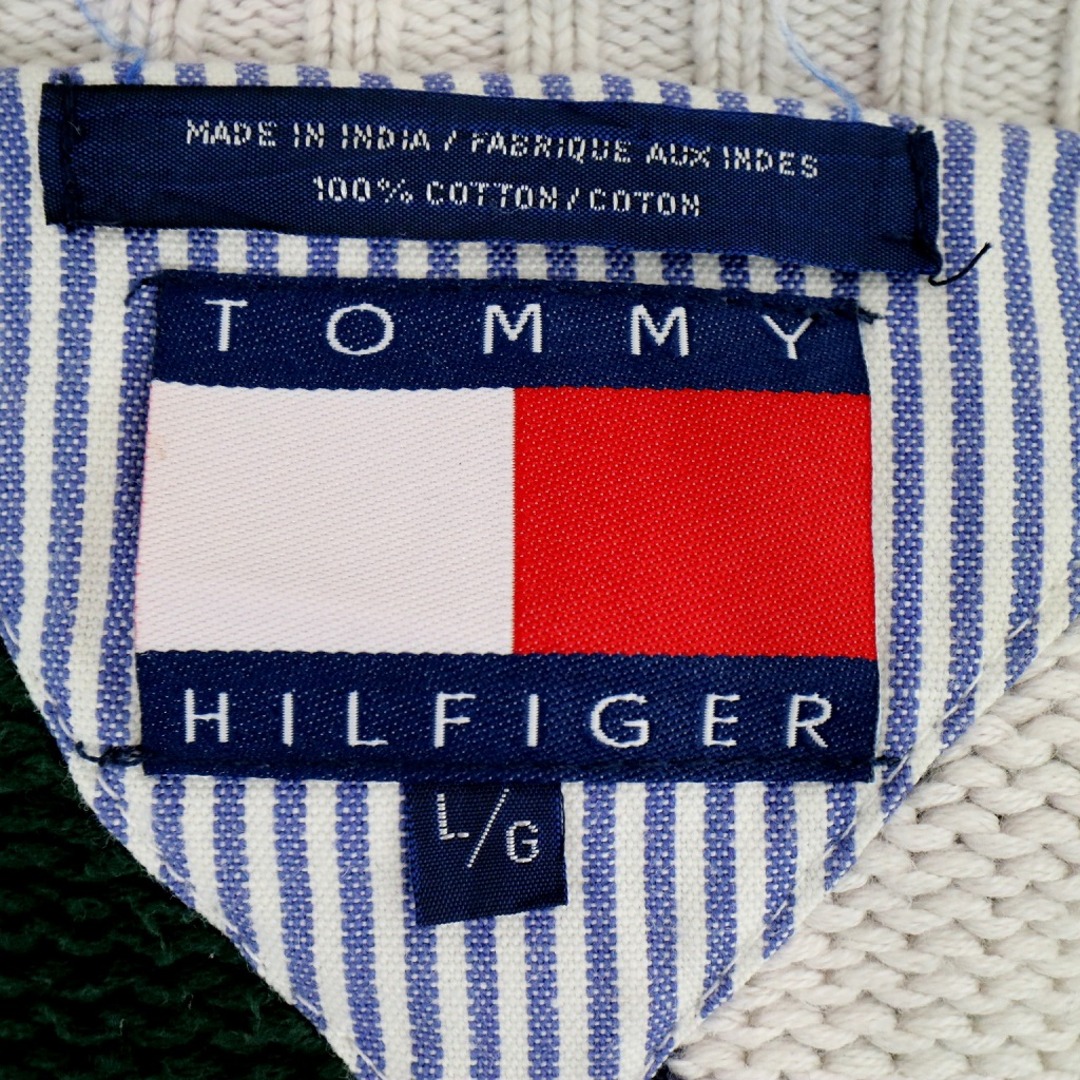 MADE IN INDIA / FABRIQUE AUX INDES
100% COTTON / COTON
TOMMY
HILFIGER
L/G